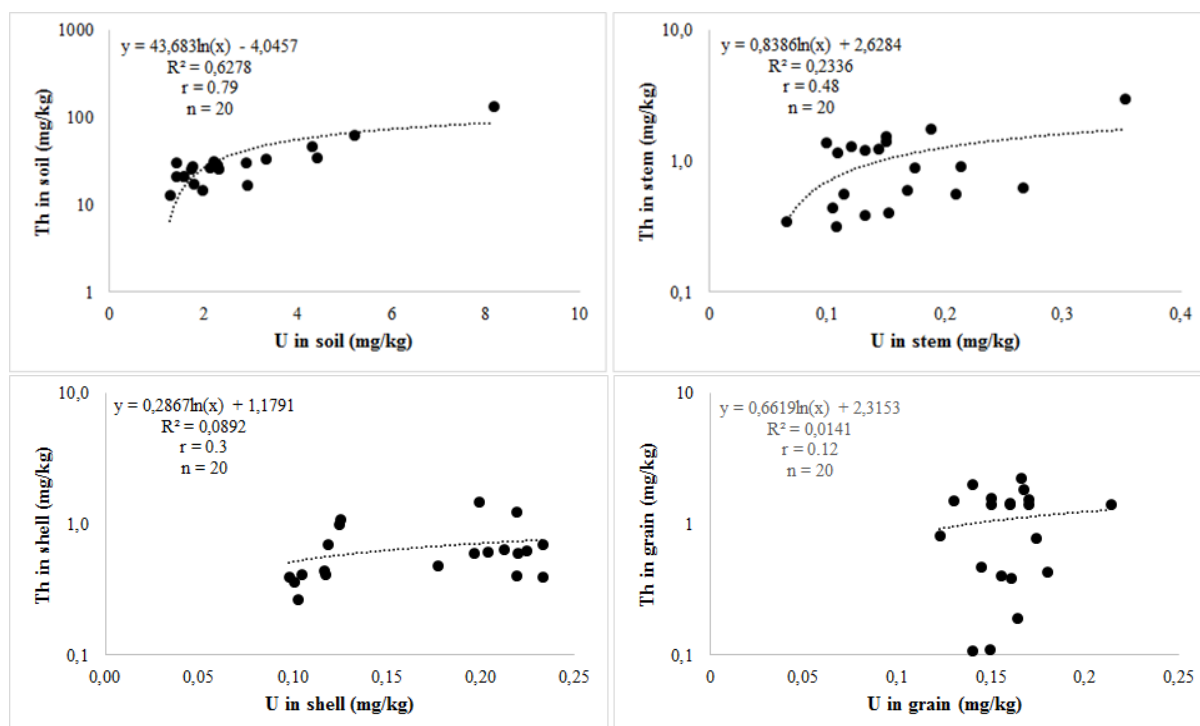 1000
100
10
1
Th in soil (mg/kg)
y = 43,683ln(x) - 4,0457
R² = 0,6278
r = 0.79
n = 20
0 2 4 6 8 10
U in soil (mg/kg)
10,0
1,0
0,1
Th in stem (mg/kg)
y = 0,8386ln(x) + 2,6284
R² = 0,2336
r = 0.48
n = 20
0 0,1 0,2 0,3 0,4
U in stem (mg/kg)
10,0
1,0
0,1
Th in shell (mg/kg)
y = 0,2867ln(x) + 1,1791
R² = 0,0892
r = 0.3
n = 20
0,00 0,05 0,10 0,15 0,20 0,25
U in shell (mg/kg)
10
1
0,1
Th in grain (mg/kg)
y = 0,6619ln(x) + 2,3153
R² = 0,0141
r = 0.12
n = 20
0 0,05 0,1 0,15 0,2 0,25
U in grain (mg/kg)